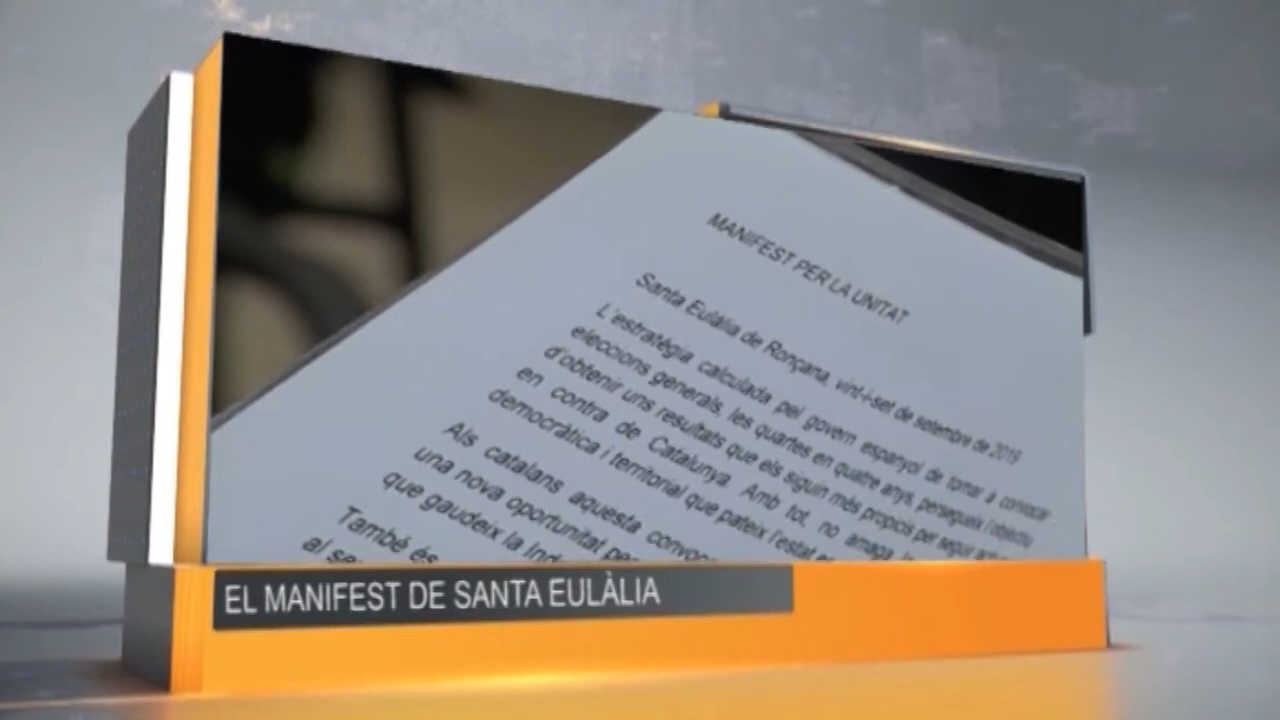 MANIFEST PER LA UNITAT
Santa Eulàlia de Ronçana, vint-i-set de setembre de 2019
L'estratègia calculada pel govern espanyol de tornar a convocar
eleccions generals, les quartes en quatre anys, persegueix l'objectiu
d'obtenir uns resultats que els siguin més propicis per seguir
en contra de Catalunya. Amb tot, no amaga
democràtica i territorial que pateix l'estat
Als catalans aquesta
una nova oportunitat
que gaudeix la
També és
al
EL MANIFEST DE SANTA EULÀLIA